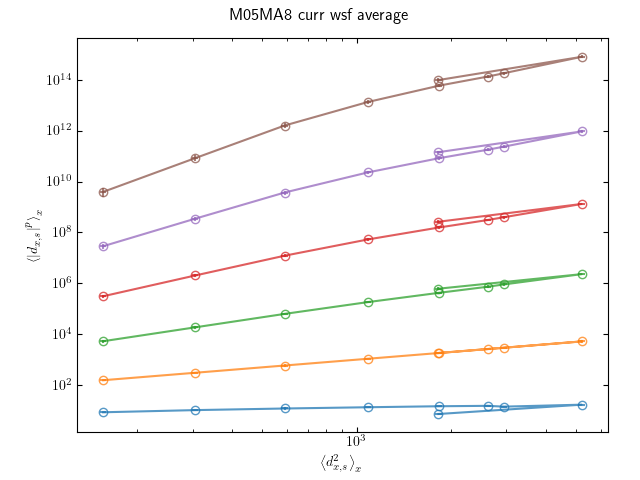 M05MA8 curr wsf average
10^{14}
10^{12}
10^{10}
10^{8}
10^{6}
10^{4}
10^{2}
⟨|d_{x,s}|^p⟩_x
10^3
⟨d_{x,s}^2⟩_x